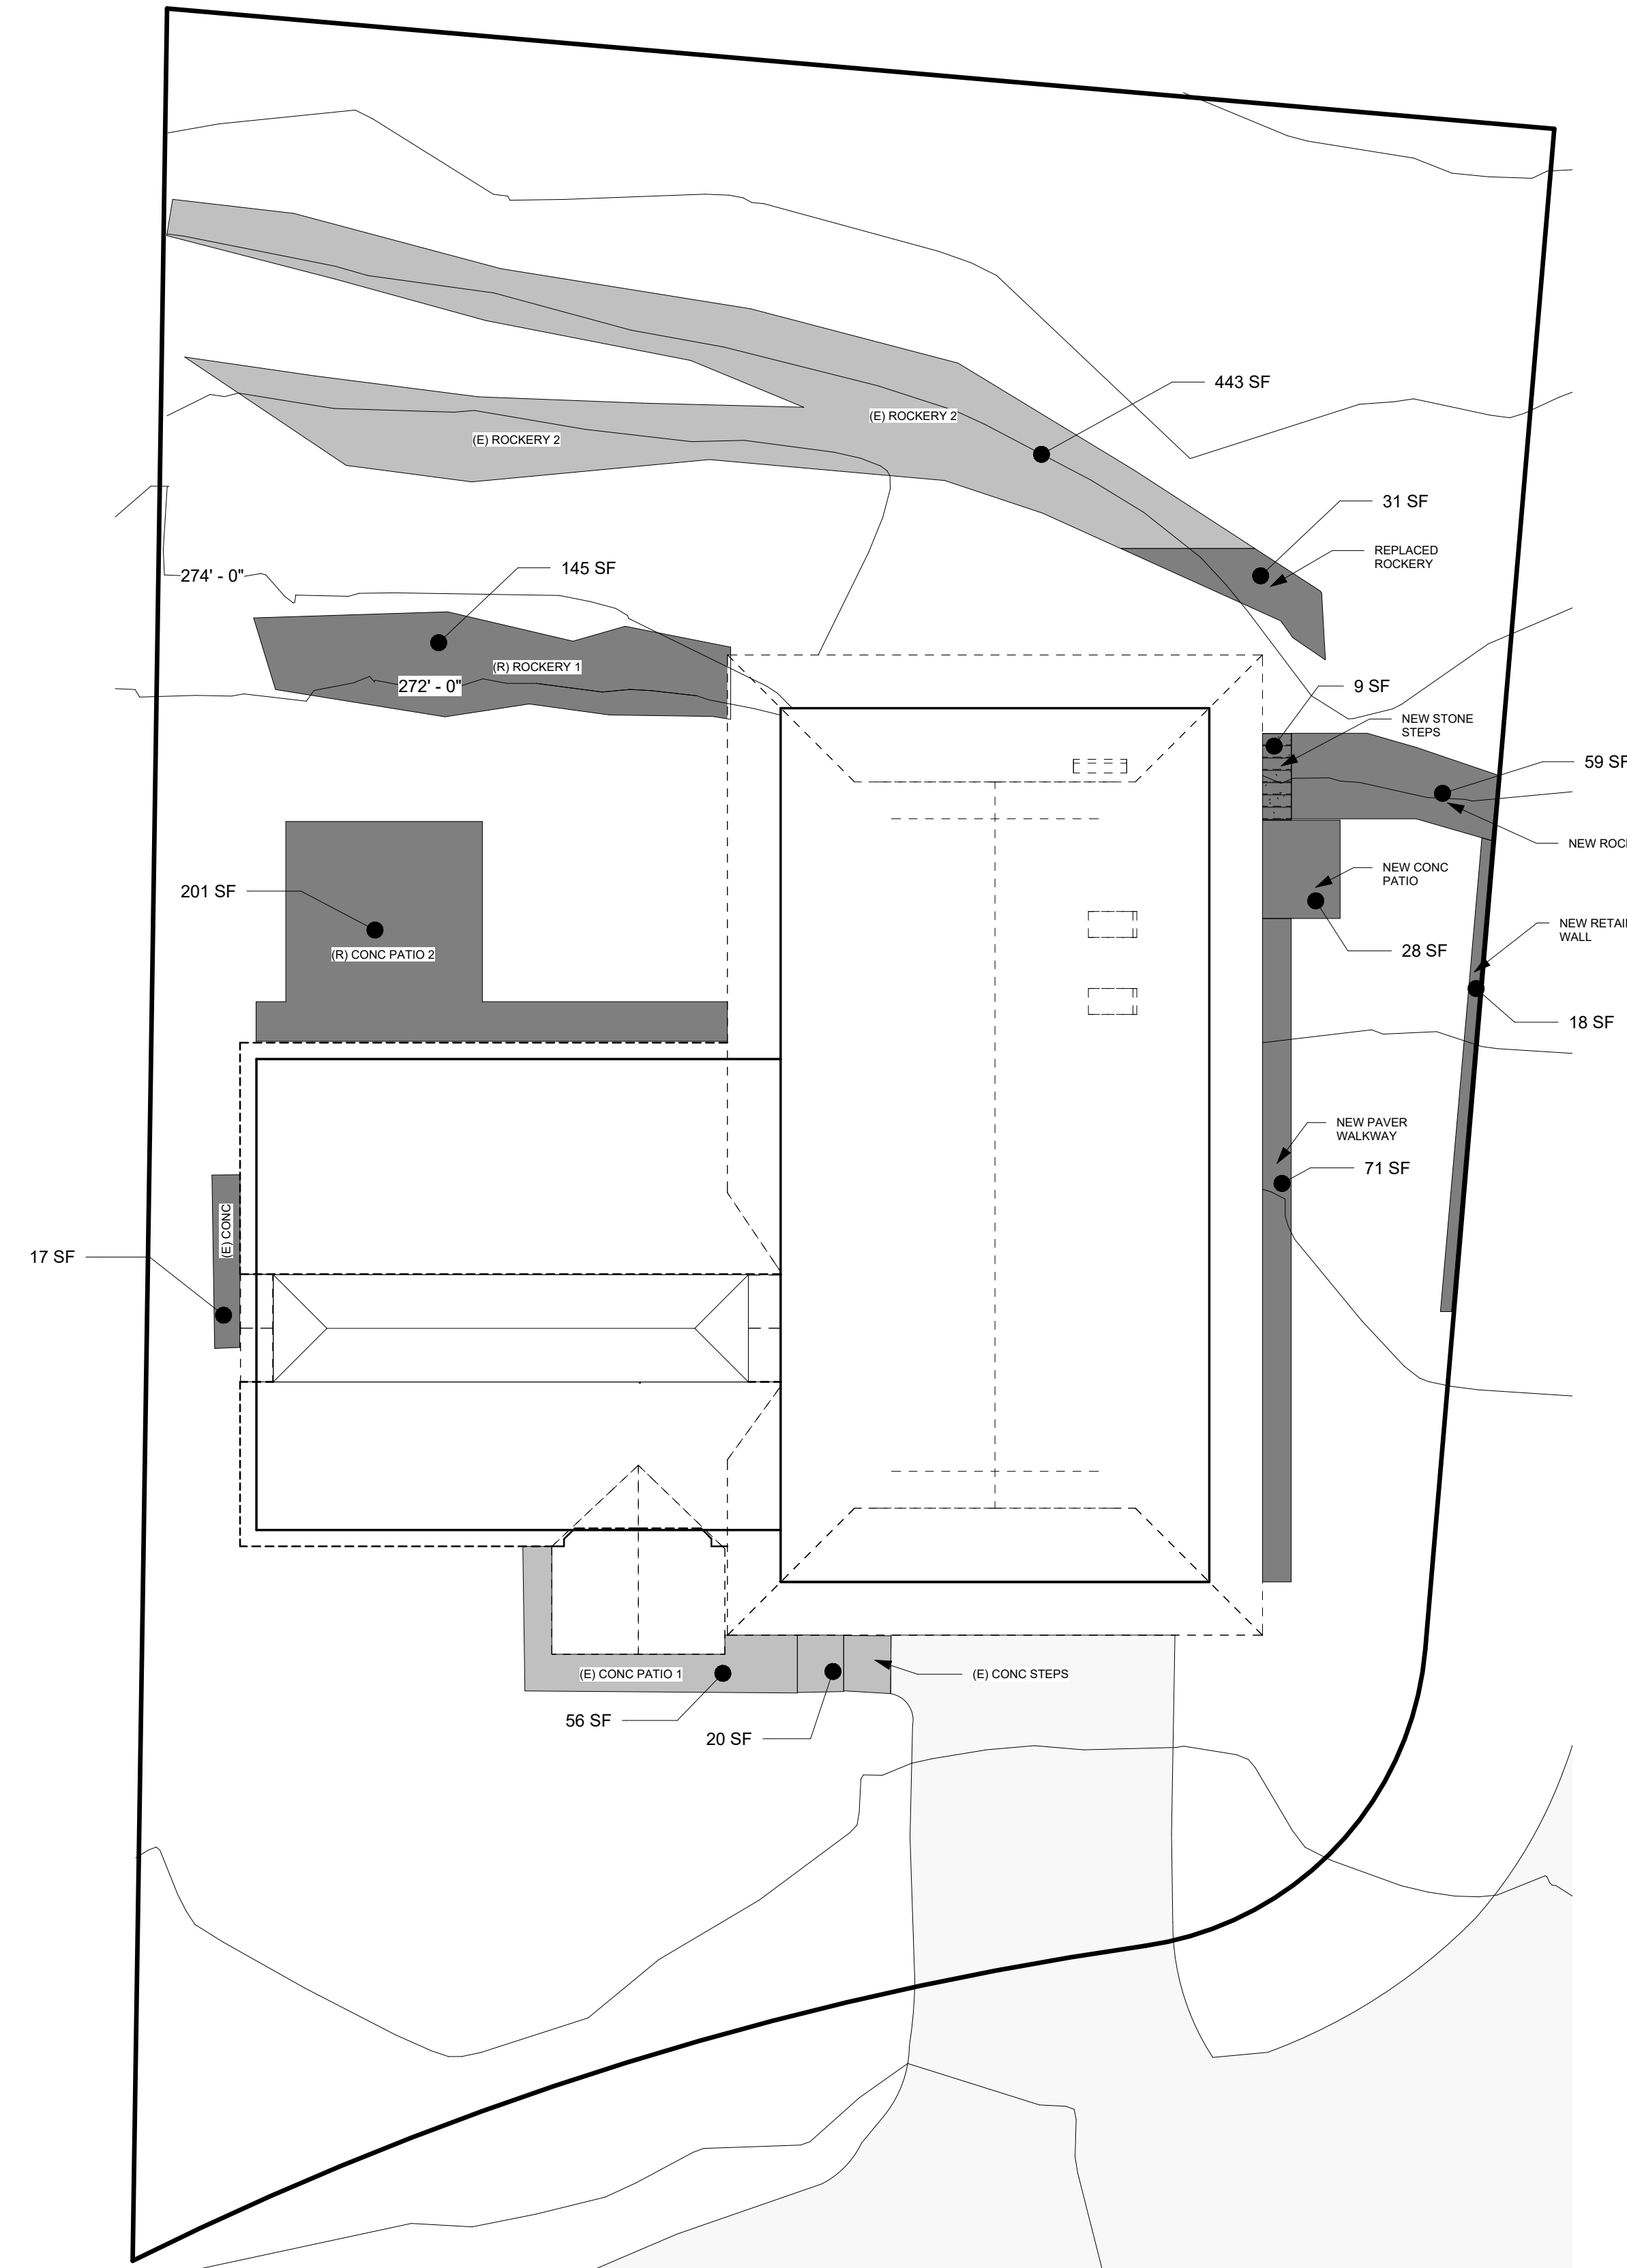 443 SF
(E) ROCKERY 2
(E) ROCKERY 2
31 SF
REPLACED
ROCKERY
145 SF
274' - 0"
(R) ROCKERY 1
272' - 0"
9 SF
NEW STONE
STEPS
59 SF
NEW
NEW CONC
PATIO
201 SF
(R) CONC PATIO 2
NEW
WALL
28 SF
18 SF
NEW PAVER
WALKWAY
71 SF
(E) CONC
17 SF
(E) CONC PATIO 1
(E) CONC STEPS
56 SF
20 SF